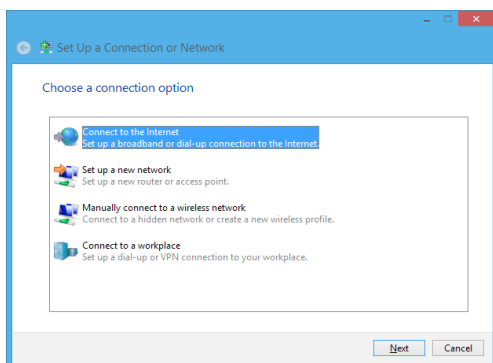 Set Up a Connection or Network
Choose a connection option
Connect to the Internet
Set up a broadband or dial-up connection to the Internet.
Set up a new network
Set up a new router or access point.
Manually connect to a wireless network
Connect to a hidden network or create a new wireless profile.
Connect to a workplace
Set up a dial-up or VPN connection to your workplace.
Next Cancel